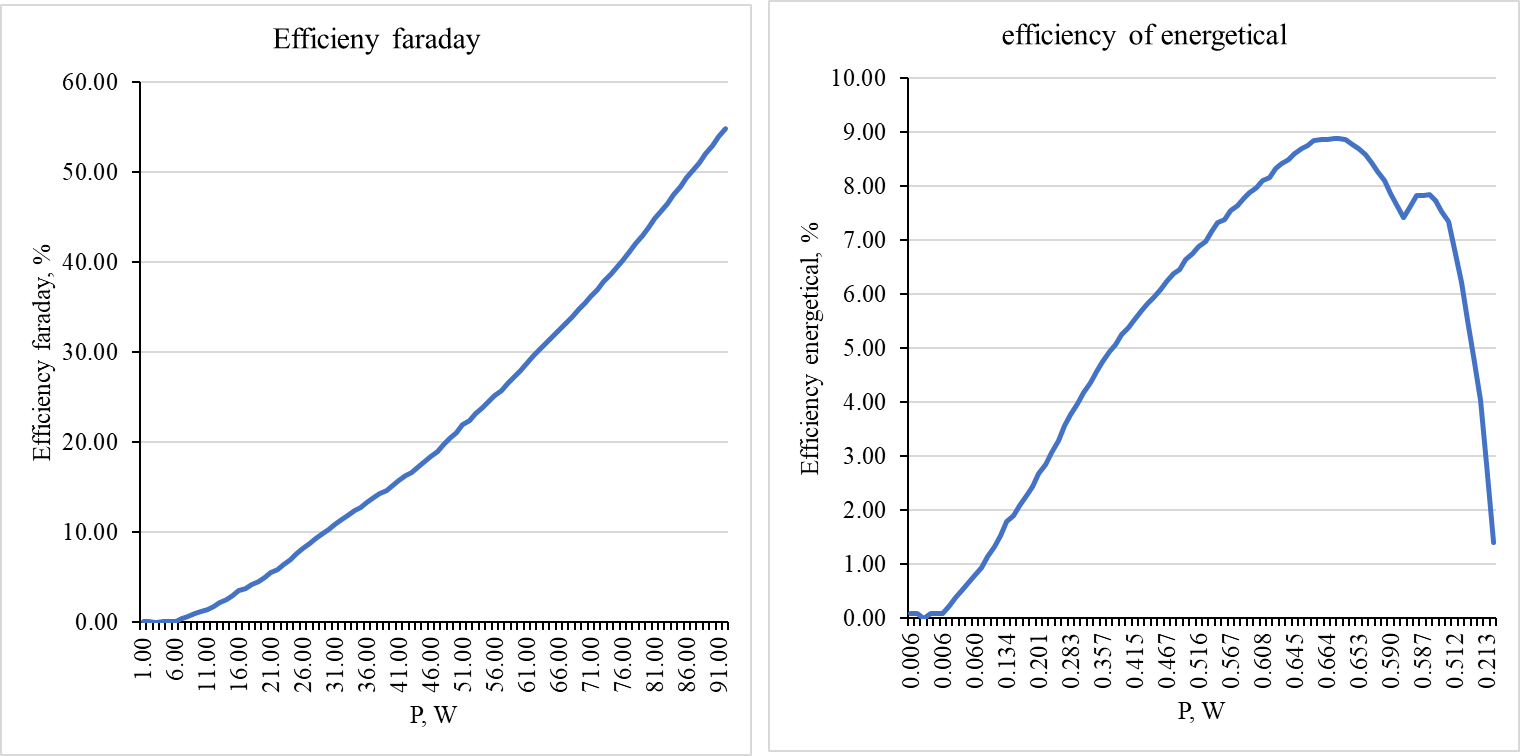 Efficieny faraday
Efficiency faraday, %
60.00
50.00
40.00
30.00
20.00
10.00
0.00
1.00 6.00 11.00 16.00 21.00 26.00 31.00 36.00 41.00 46.00 51.00 56.00 61.00 66.00 71.00 76.00 81.00 86.00 91.00
P, W
efficiency of energetical
Efficiency energetical, %
10.00
9.00
8.00
7.00
6.00
5.00
4.00
3.00
2.00
1.00
0.00
0.006 0.006 0.060 0.134 0.201 0.283 0.357 0.415 0.467 0.516 0.567 0.608 0.645 0.664 0.653 0.590 0.587 0.512 0.213
P, W